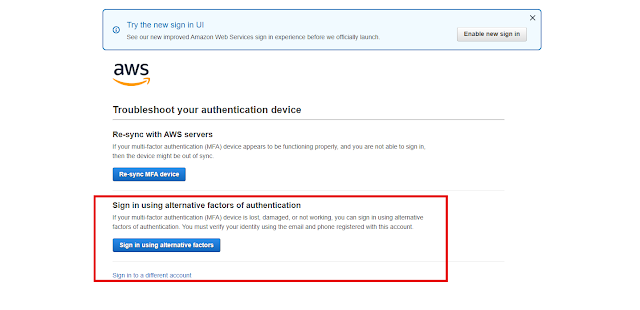 Try the new sign in UI
See our new improved Amazon Web Services sign in experience before we officially launch.
Enable new sign in
aws
Troubleshoot your authentication device
Re-sync with AWS servers
If your multi-factor authentication (MFA) device appears to be functioning properly, and you are not able to sign in,
then the device might be out of sync.
Re-sync MFA device
Sign in using alternative factors of authentication
If your multi-factor authentication (MFA) device is lost, damaged, or not working, you can sign in using alternative
factors of authentication. You must verify your identity using the email and phone registered with this account.
Sign in using alternative factors
Sign in to a different account